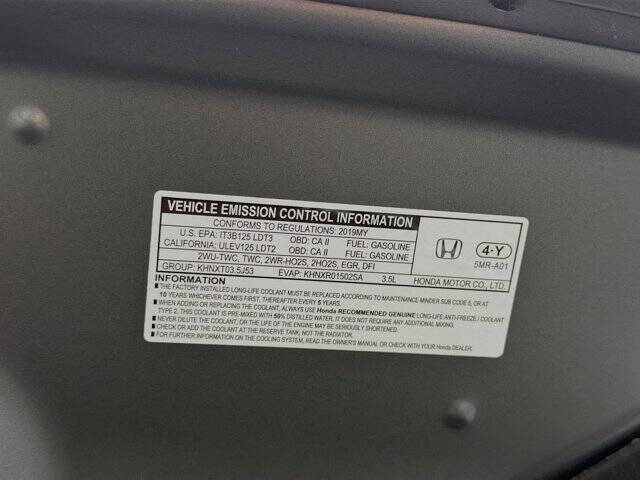 VEHICLE EMISSION CONTROL INFORMATION
CONFORMS TO REGULATIONS: 2019MY
U.S. EPA: IT3B125 LDT3 OBD: CA II FUEL: GASOLINE
CALIFORNIA: ULEV125 LDT2 OBD: CA II FUEL: GASOLINE
2WU-TWC, TWC, 2WR-HO2S, 2HO2S, EGR, DFI
GROUP: KHNXT03.5J53 EVAP: KHNXR01502SA 3.5L
4-Y
5MR-A01
HONDA MOTOR CO., LTD.
INFORMATION
■ THE FACTORY INSTALLED LONG-LIFE COOLANT MUST BE REPLACED ACCORDING TO MAINTENANCE MINDER SUB CODE 5, OR AT
10 YEARS WHICHEVER COMES FIRST, THEREAFTER EVERY 5 YEARS.
■ WHEN ADDING OR REPLACING THE COOLANT, ALWAYS USE Honda RECOMMENDED GENUINE LONG-LIFE ANTI-FREEZE / COOLANT
TYPE 2. THIS COOLANT IS PRE-MIXED WITH 50% DISTILLED WATER. IT DOES NOT REQUIRE ANY ADDITIONAL MIXING.
■ NEVER DILUTE THE COOLANT, OR THE LIFE OF THE ENGINE MAY BE SERIOUSLY SHORTENED.
■ CHECK OR ADD THE COOLANT AT THE RESERVE TANK, NOT THE RADIATOR.
■ FOR FURTHER INFORMATION ON THE COOLING SYSTEM, READ THE OWNER'S MANUAL OR CHECK WITH YOUR Honda DEALER.